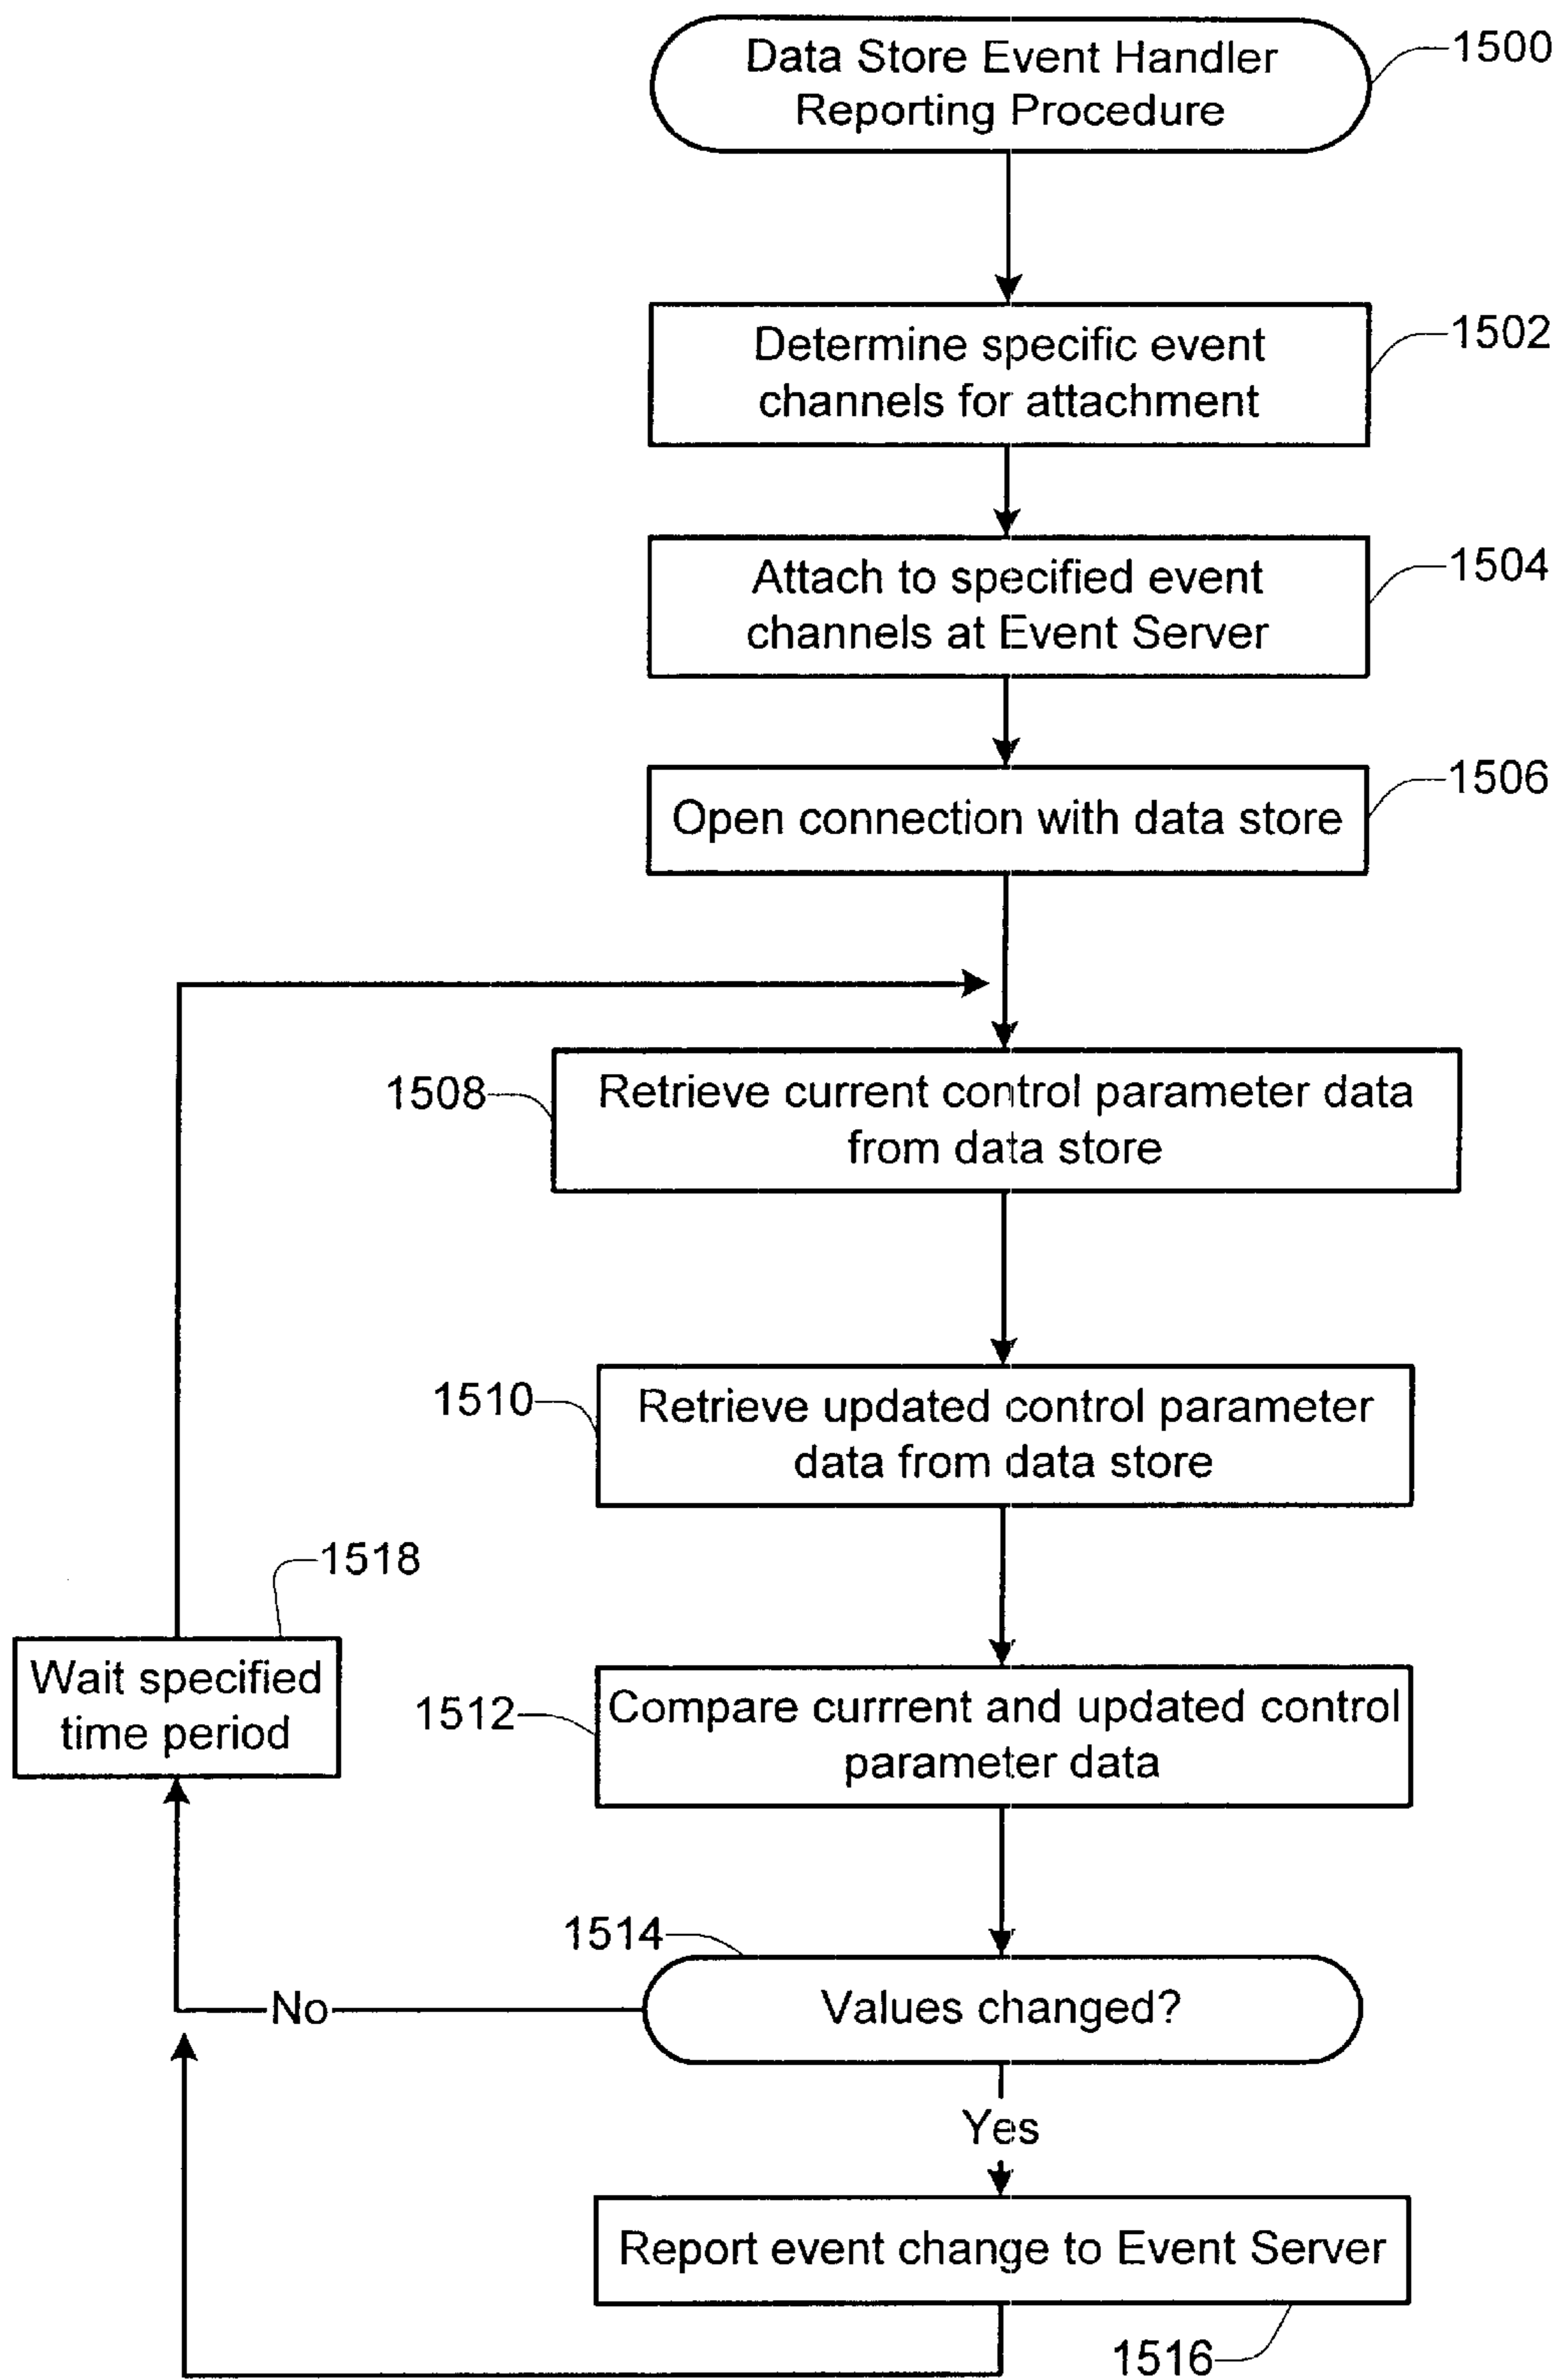 Data Store Event Handler
Reporting Procedure
1500
Determine specific event
channels for attachment
1502
Attach to specified event
channels at Event Server
1504
Open connection with data store
1506
1508
Retrieve current control parameter data
from data store
1510
Retrieve updated control parameter
data from data store
1518
Wait specified
time period
1512
Compare currrent and updated control
parameter data
1514
Values changed?
No
Yes
Report event change to Event Server
1516